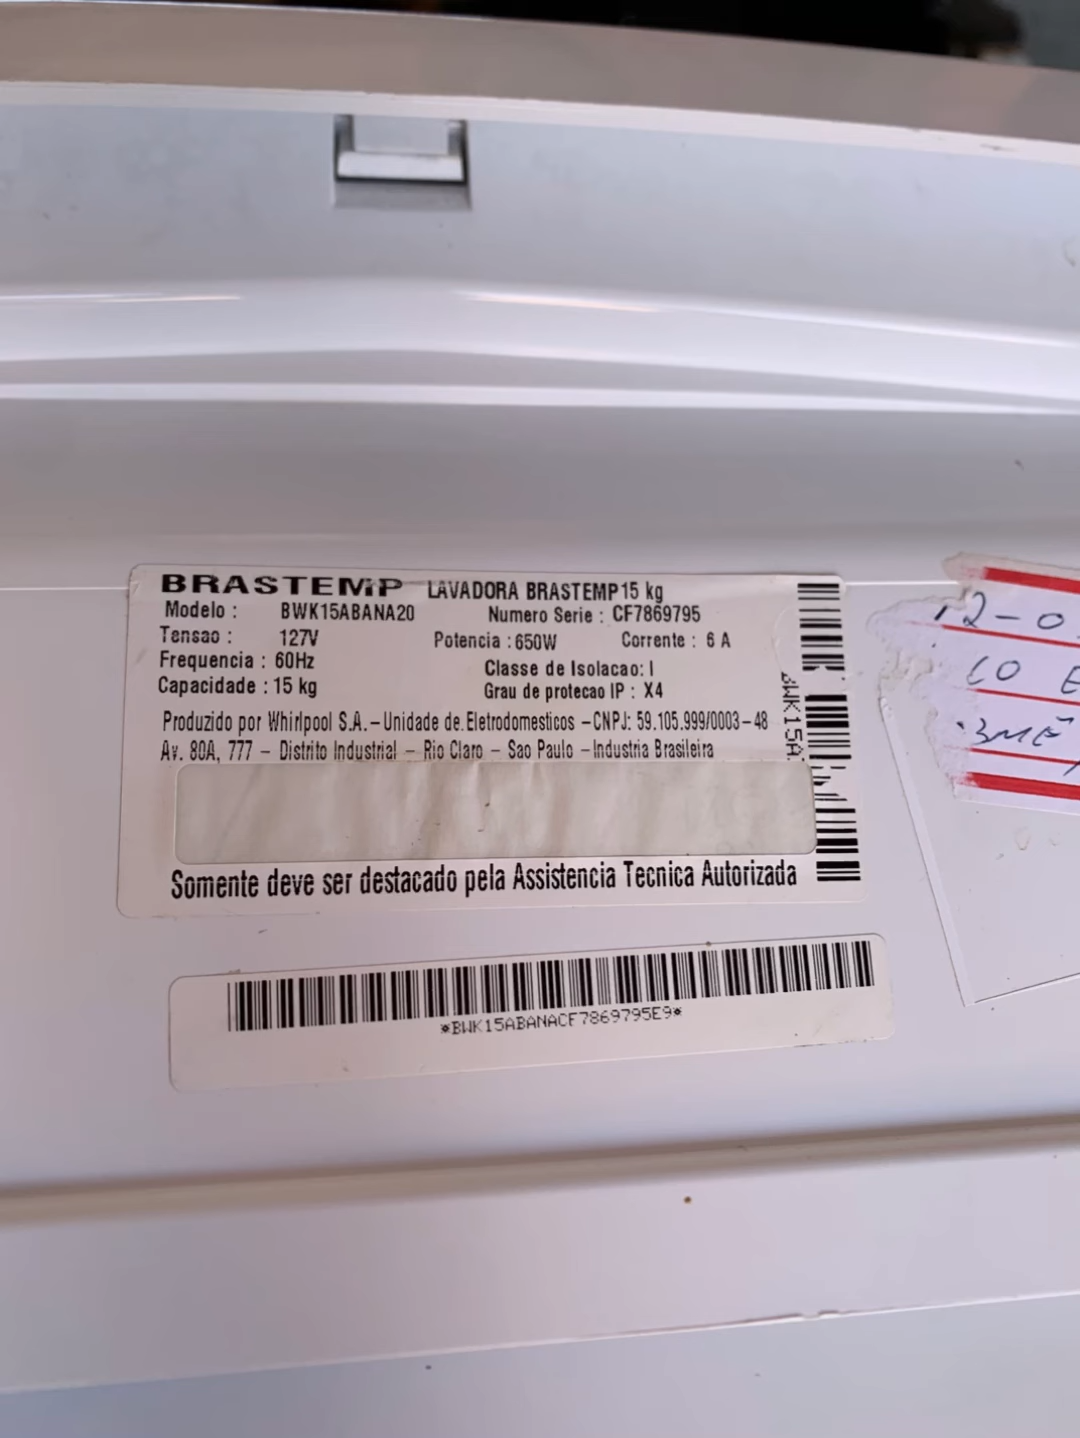 BRASTEMP LAVADORA BRASTEMP 15 kg
Modelo : BWK15ABANA20 Numero Serie : CF7869795
Tensao : 127V Potencia : 650W Corrente : 6 A
Frequencia : 60Hz Classe de Isolacao: I
Capacidade : 15 kg Grau de protecao IP : X4
Produzido por Whirlpool S.A. - Unidade de Eletrodomesticos - CNPJ: 59.105.999/0003-48
Av. 80A, 777 - Distrito Industrial - Rio Claro - Sao Paulo - Industria Brasileira
Somente deve ser destacado pela Assistencia Tecnica Autorizada
BWK15A
*BWK15ABANACF7869795E9*
12-0